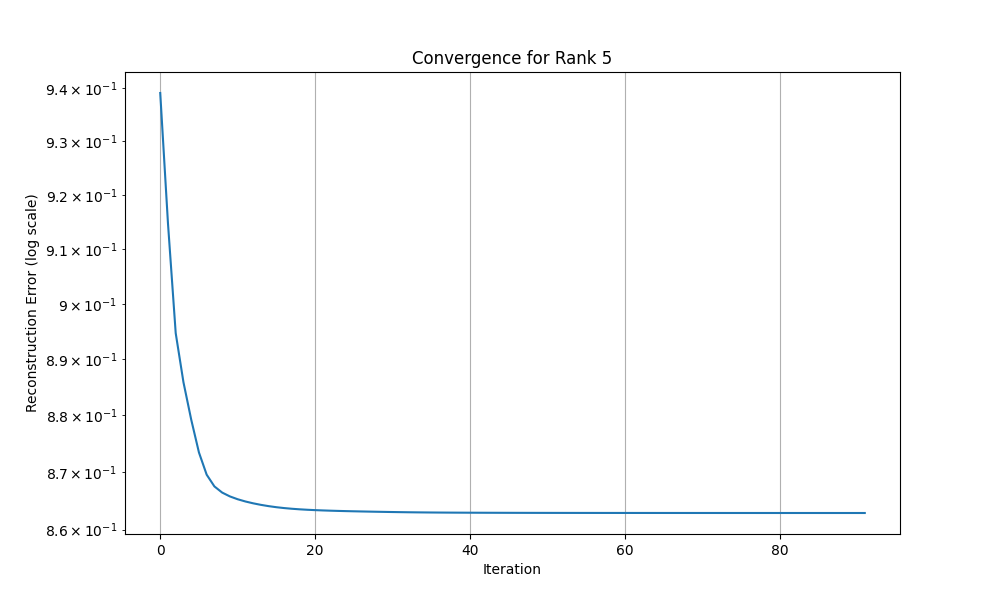 Convergence for Rank 5
Reconstruction Error (log scale)
9.4 × 10⁻¹
9.3 × 10⁻¹
9.2 × 10⁻¹
9.1 × 10⁻¹
9 × 10⁻¹
8.9 × 10⁻¹
8.8 × 10⁻¹
8.7 × 10⁻¹
8.6 × 10⁻¹
0 20 40 60 80
Iteration